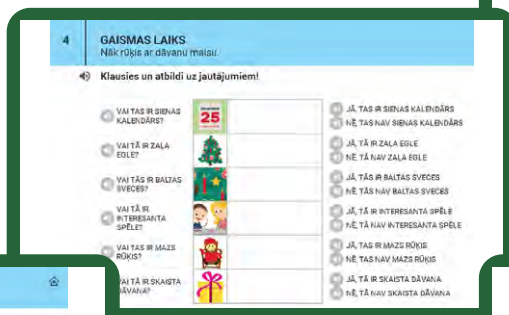 4
GAISMAS LAIKS
Nāk rūķis ar dāvanu maisu.
Klausies un atbildi uz jautājumiem!
VAI TAS IR SIENAS
KALENDĀRS?
25
JĀ, TAS IR SIENAS KALENDĀRS
NĒ, TAS NAV SIENAS KALENDĀRS
VAI TĀ IR ZAĻA
EGLE?
JĀ, TĀ IR ZAĻA EGLE
NĒ, TĀ NAV ZAĻA EGLE
VAI TĀS IR BALTAS
SVECES?
JĀ, TĀS IR BALTAS SVECES
NĒ, TĀS NAV BALTAS SVECES
VAI TĀ IR
INTERESANTA
SPĒLE?
JĀ, TĀ IR INTERESANTA SPĒLE
NĒ, TĀ NAV INTERESANTA SPĒLE
VAI TAS IR MAZS
RŪĶIS?
JĀ, TAS IR MAZS RŪĶIS
NĒ, TAS NAV MAZS RŪĶIS
VAI TĀ IR SKAISTA
DĀVANA?
JĀ, TĀ IR SKAISTA DĀVANA
NĒ, TĀ NAV SKAISTA DĀVANA